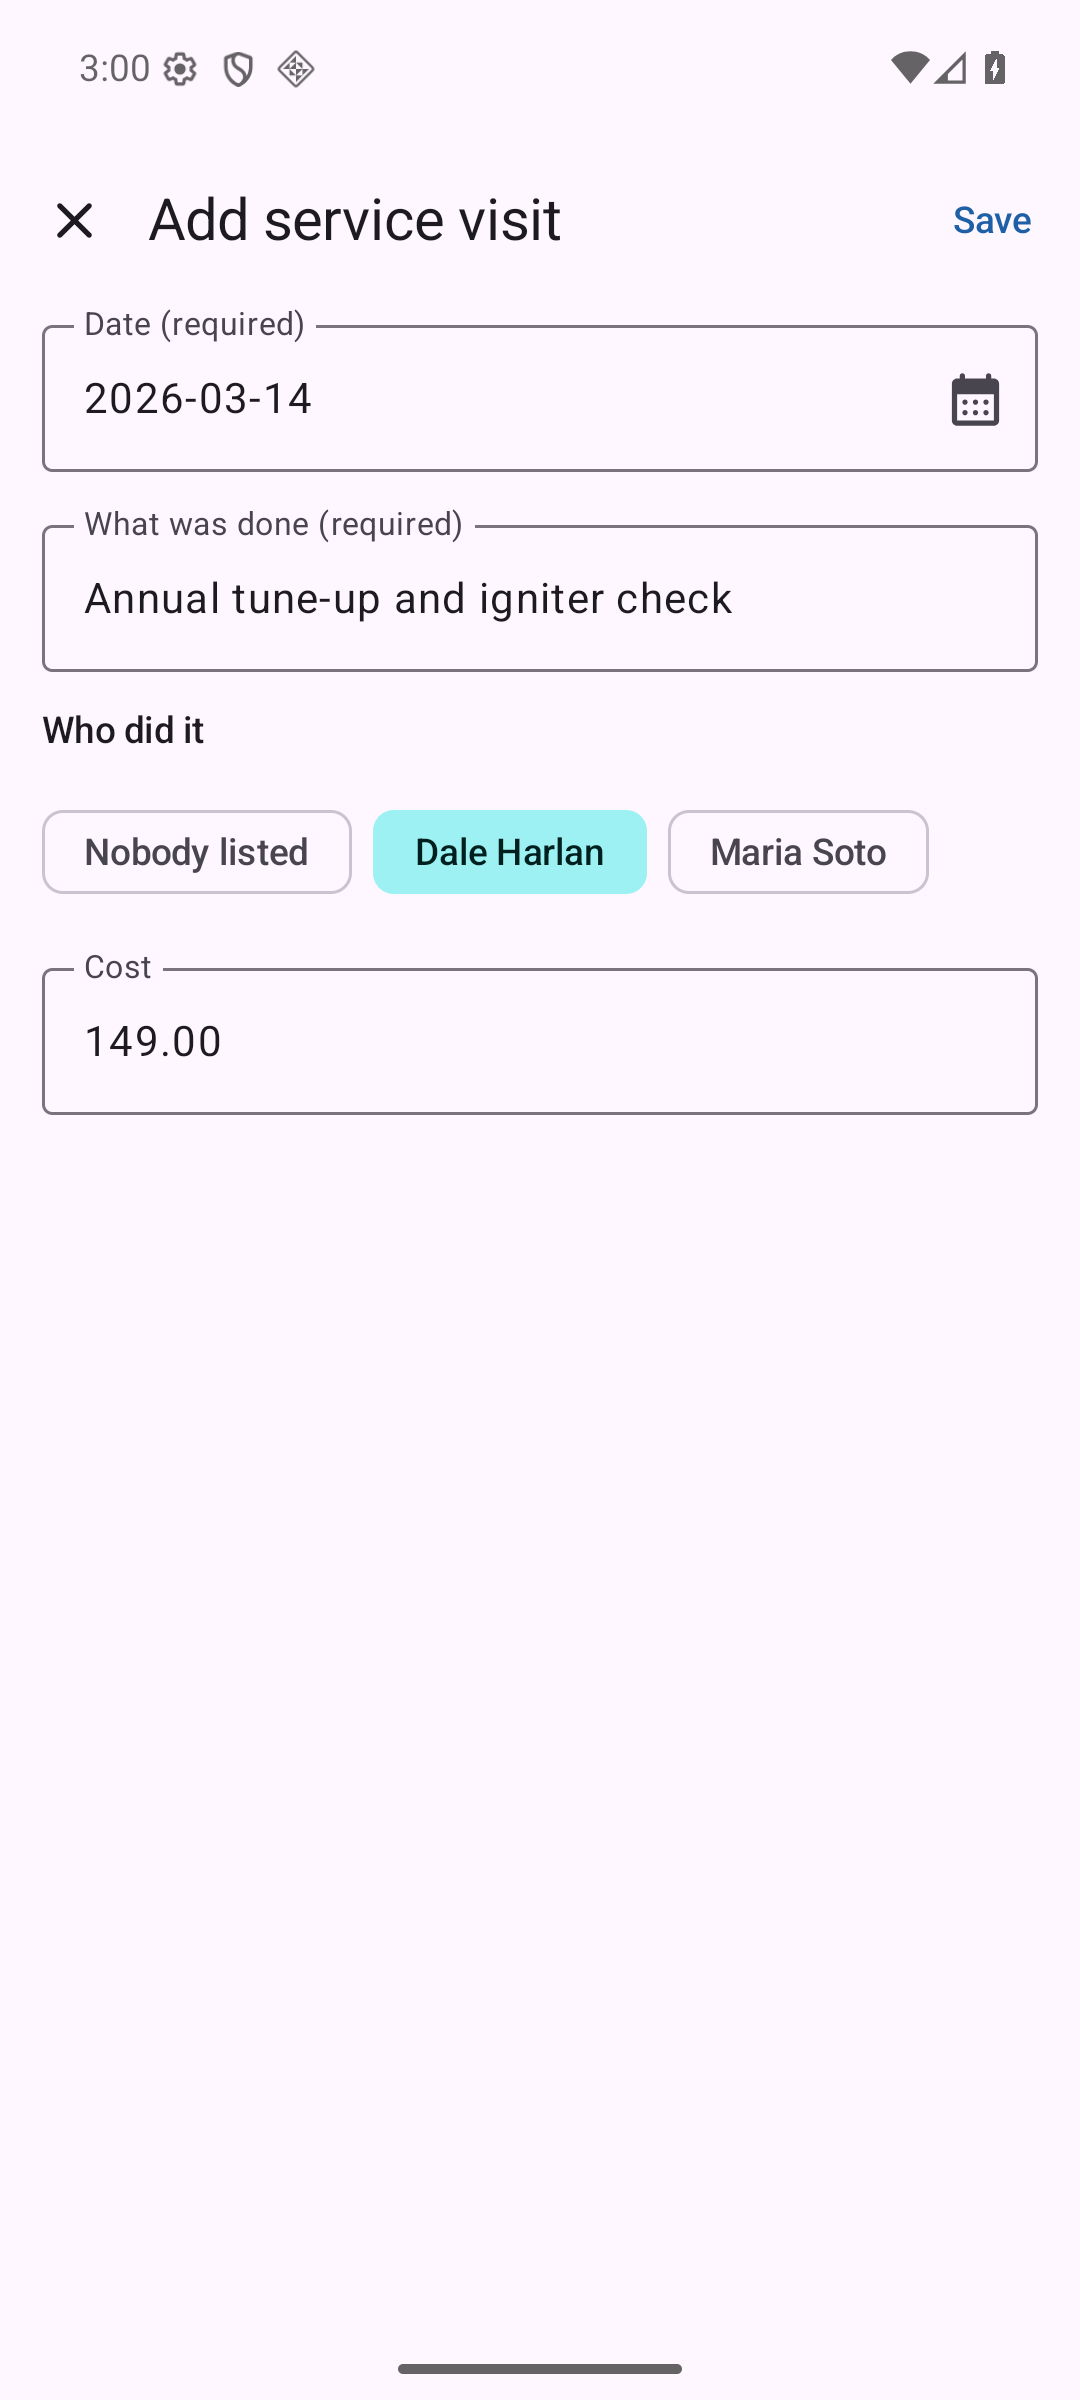 3:00
Add service visit
Save
Date (required)
2026-03-14
What was done (required)
Annual tune-up and igniter check
Who did it
Nobody listed
Dale Harlan
Maria Soto
Cost
149.00